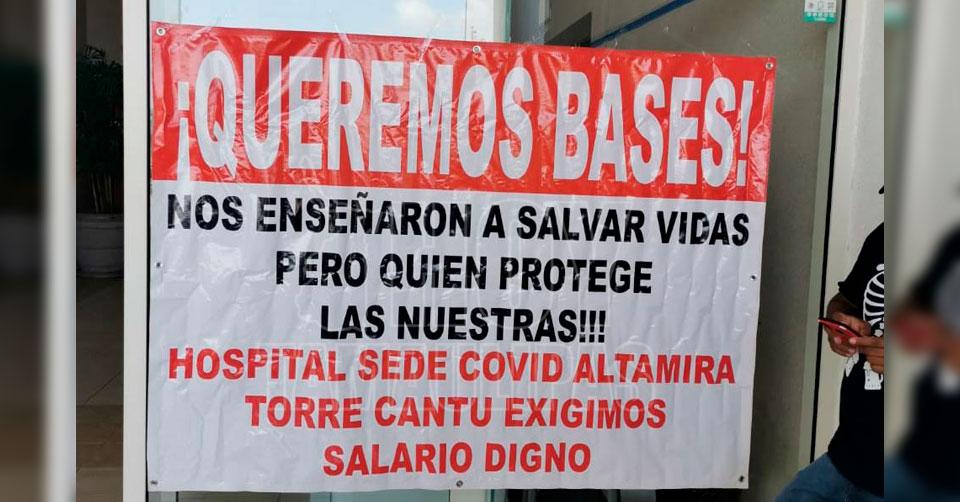 ¡QUEREMOS BASES!
NOS ENSEÑARON A SALVAR VIDAS
PERO QUIEN PROTEGE
LAS NUESTRAS!!!
HOSPITAL SEDE COVID ALTAMIRA
TORRE CANTU EXIGIMOS
SALARIO DIGNO